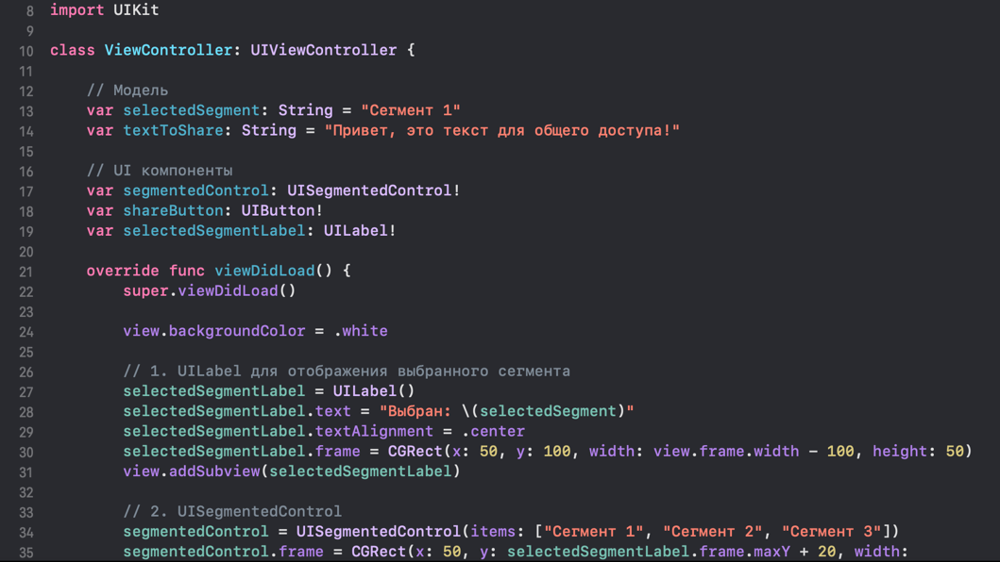 8 import UIKit
9
10 class ViewController: UIViewController {
11
12 // Модель
13 var selectedSegment: String = "Сегмент 1"
14 var textToShare: String = "Привет, это текст для общего доступа!"
15
16 // UI компоненты
17 var segmentedControl: UISegmentedControl!
18 var shareButton: UIButton!
19 var selectedSegmentLabel: UILabel!
20
21 override func viewDidLoad() {
22 super.viewDidLoad()
23
24 view.backgroundColor = .white
25
26 // 1. UILabel для отображения выбранного сегмента
27 selectedSegmentLabel = UILabel()
28 selectedSegmentLabel.text = "Выбран: \(selectedSegment)"
29 selectedSegmentLabel.textAlignment = .center
30 selectedSegmentLabel.frame = CGRect(x: 50, y: 100, width: view.frame.width - 100, height: 50)
31 view.addSubview(selectedSegmentLabel)
32
33 // 2. UISegmentedControl
34 segmentedControl = UISegmentedControl(items: ["Сегмент 1", "Сегмент 2", "Сегмент 3"])
35 segmentedControl.frame = CGRect(x: 50, y: selectedSegmentLabel.frame.maxY + 20, width: